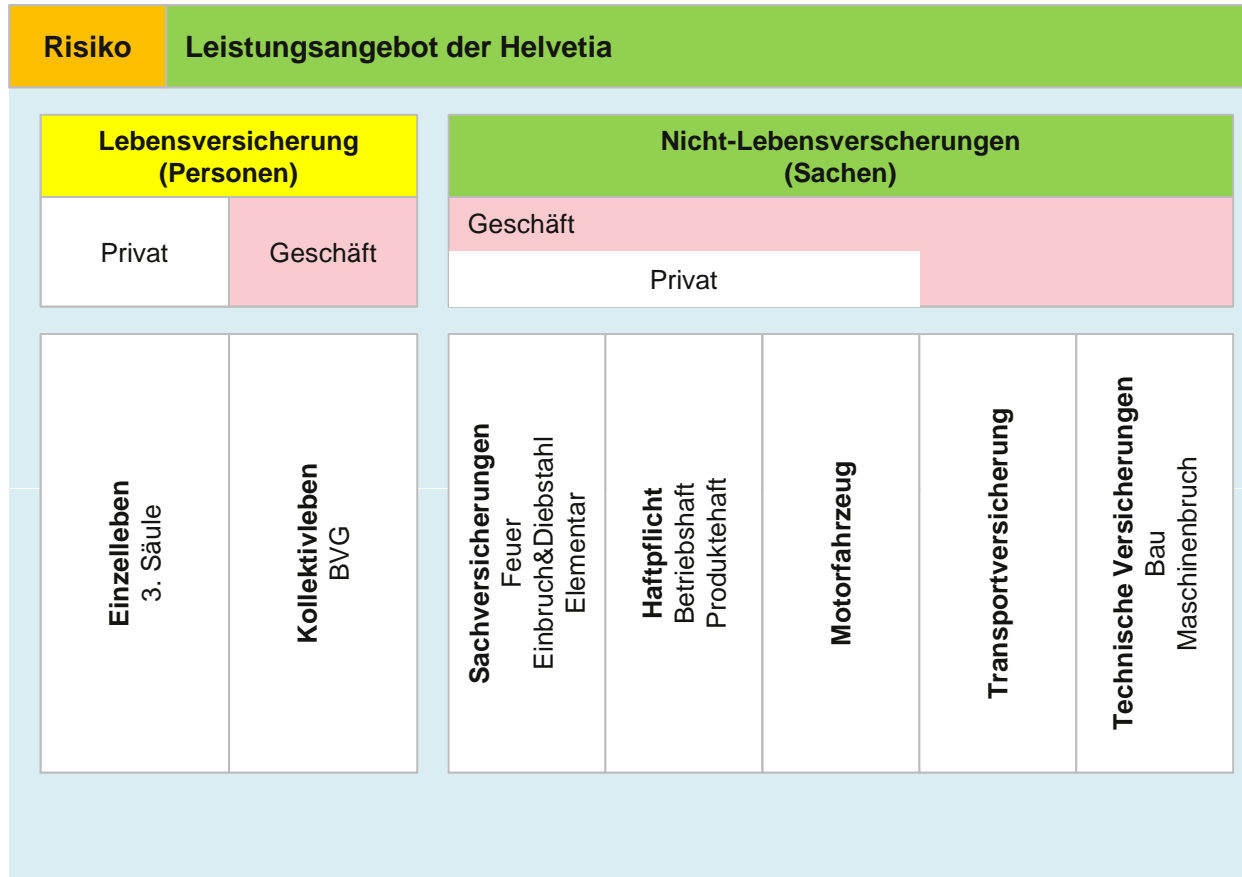 Risiko
Leistungsangebot der Helvetia
Lebensversicherung
(Personen)
Nicht-Lebensverscherungen
(Sachen)
Privat
Geschäft
Geschäft
Privat
Einzelleben
3. Säule
Kollektivleben
BVG
Sachversicherungen
Feuer
Einbruch&Diebstahl
Elementar
Haftpflicht
Betriebshaft
Produktehaft
Motorfahrzeug
Transportversicherung
Technische Versicherungen
Bau
Maschinenbruch